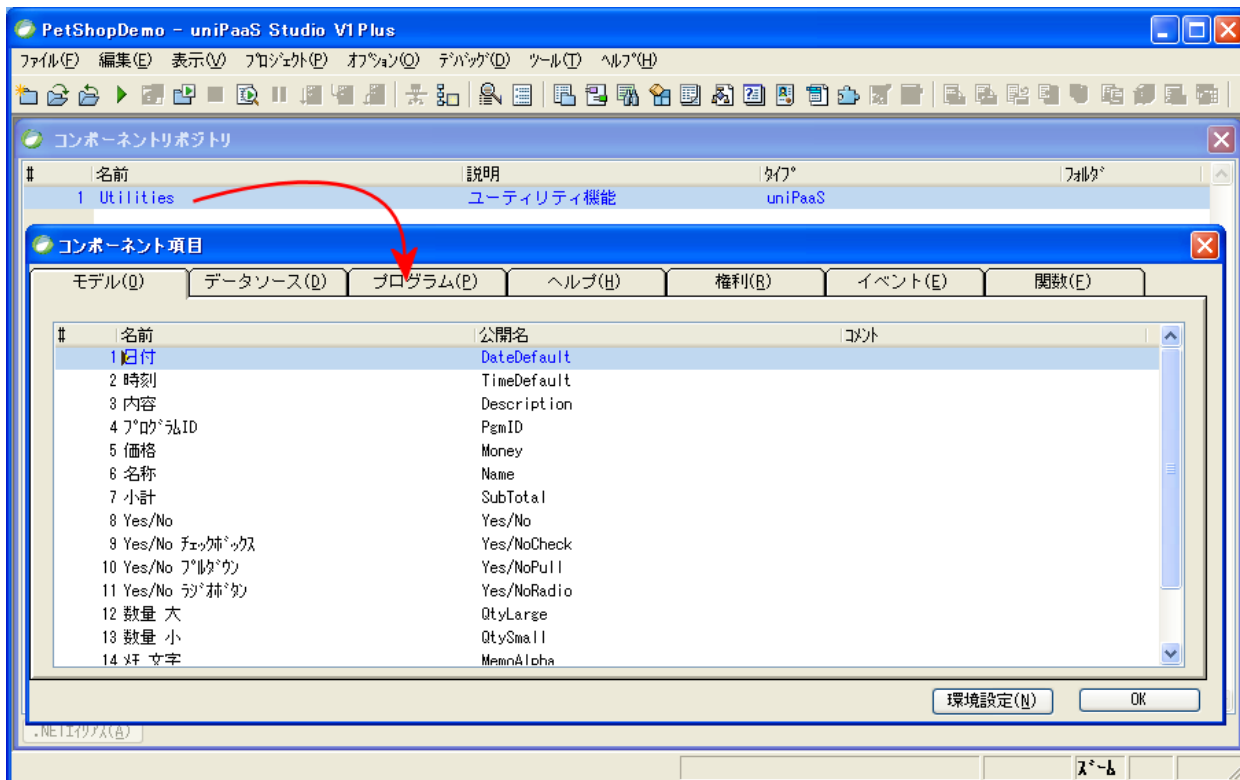 PetShopDemo - uniPaaS Studio V1Plus
ファイル(F) 編集(E) 表示(V) プロジェクト(P) オプション(O) デバッグ(D) ツール(T) ヘルプ(H)
コンポーネントリポジトリ
# 名前 説明 タイプ フォルダ
1 Utilities ユーティリティ機能 uniPaaS
コンポーネント項目
モデル(O) データソース(D) プログラム(P) ヘルプ(H) 権利(R) イベント(E) 関数(F)
# 名前 公開名 コメント
1 日付 DateDefault
2 時刻 TimeDefault
3 内容 Description
4 プログラムID PgmID
5 価格 Money
6 名称 Name
7 小計 SubTotal
8 Yes/No Yes/No
9 Yes/No チェックボックス Yes/NoCheck
10 Yes/No プルダウン Yes/NoPull
11 Yes/No ラジオボタン Yes/NoRadio
12 数量 大 QtyLarge
13 数量 小 QtySmall
14 メモ 文字 MemoAlpha
環境設定(N) OK
.NETエイリアス(A)
ズーム